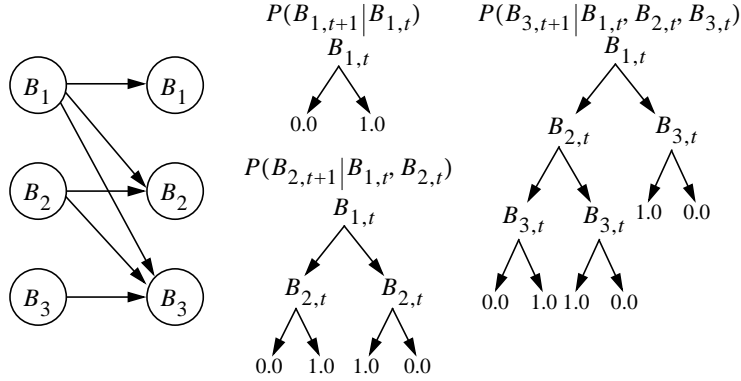 B₁ B₁
B₂ B₂
B₃ B₃
P(B₁,ₜ₊₁|B₁,ₜ)
B₁,ₜ
0.0 1.0
P(B₂,ₜ₊₁|B₁,ₜ, B₂,ₜ)
B₁,ₜ
B₂,ₜ B₂,ₜ
0.0 1.0 1.0 0.0
P(B₃,ₜ₊₁|B₁,ₜ, B₂,ₜ, B₃,ₜ)
B₁,ₜ
B₂,ₜ B₃,ₜ
B₃,ₜ B₃,ₜ 1.0 0.0
0.0 1.0 1.0 0.0